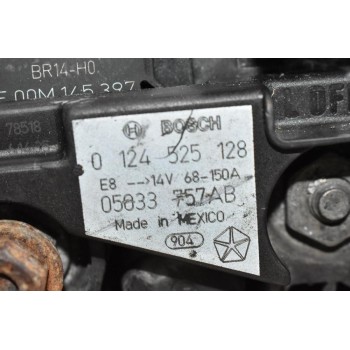 BR14-H0
F 00M 145 397
78518
BOSCH
0 124 525 128
E8 -->14V 68-150A
05033 757AB
Made in MEXICO
904